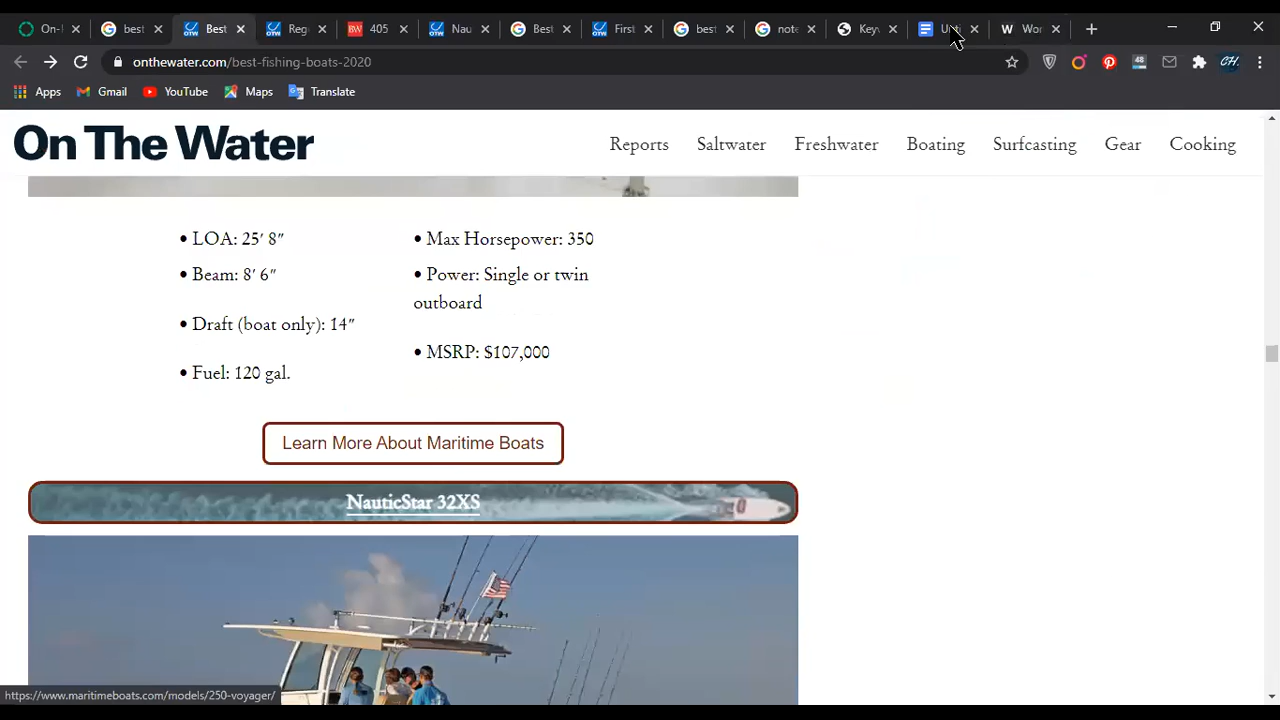 On-
best
Best
Reg
BW 405
Nau
Best
First
best
note
Key
W Wor
onthewater.com/best-fishing-boats-2020
48
CH
Apps
Gmail
YouTube
Maps
Translate
On The Water
Reports
Saltwater
Freshwater
Boating
Surfcasting
Gear
Cooking
• LOA: 25′ 8″
• Beam: 8′ 6″
• Draft (boat only): 14″
• Fuel: 120 gal.
• Max Horsepower: 350
• Power: Single or twin
outboard
• MSRP: $107,000
Learn More About Maritime Boats
NauticStar 32XS
https://www.maritimeboats.com/models/250-voyager/